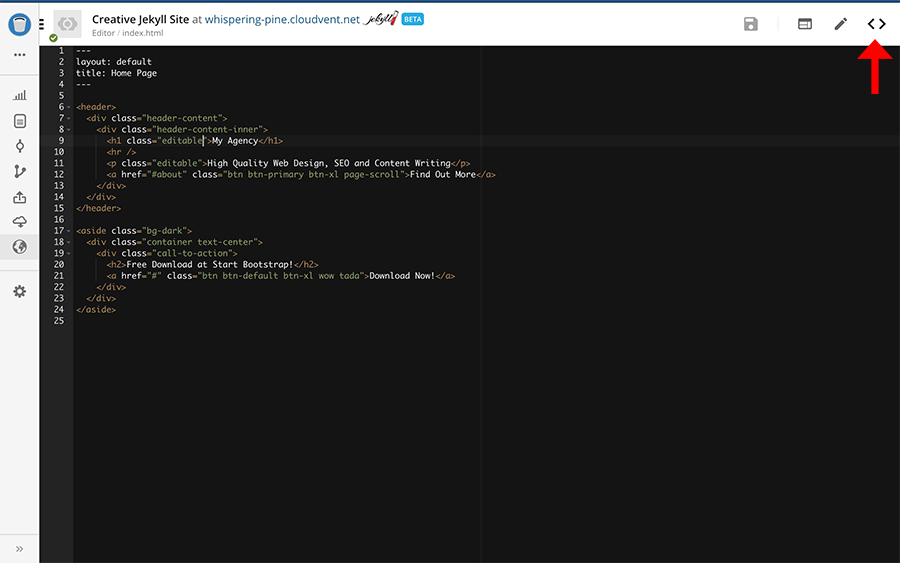 Creative Jekyll Site at whispering-pine.cloudvent.net jekyll BETA
Editor / index.html
1 ---
2 layout: default
3 title: Home Page
4 ---
5
6 <header>
7 <div class="header-content">
8 <div class="header-content-inner">
9 <h1 class="editable">My Agency</h1>
10 <hr />
11 <p class="editable">High Quality Web Design, SEO and Content Writing</p>
12 <a href="#about" class="btn btn-primary btn-xl page-scroll">Find Out More</a>
13 </div>
14 </div>
15 </header>
16
17 <aside class="bg-dark">
18 <div class="container text-center">
19 <div class="call-to-action">
20 <h2>Free Download at Start Bootstrap!</h2>
21 <a href="#" class="btn btn-default btn-xl wow tada">Download Now!</a>
22 </div>
23 </div>
24 </aside>
25